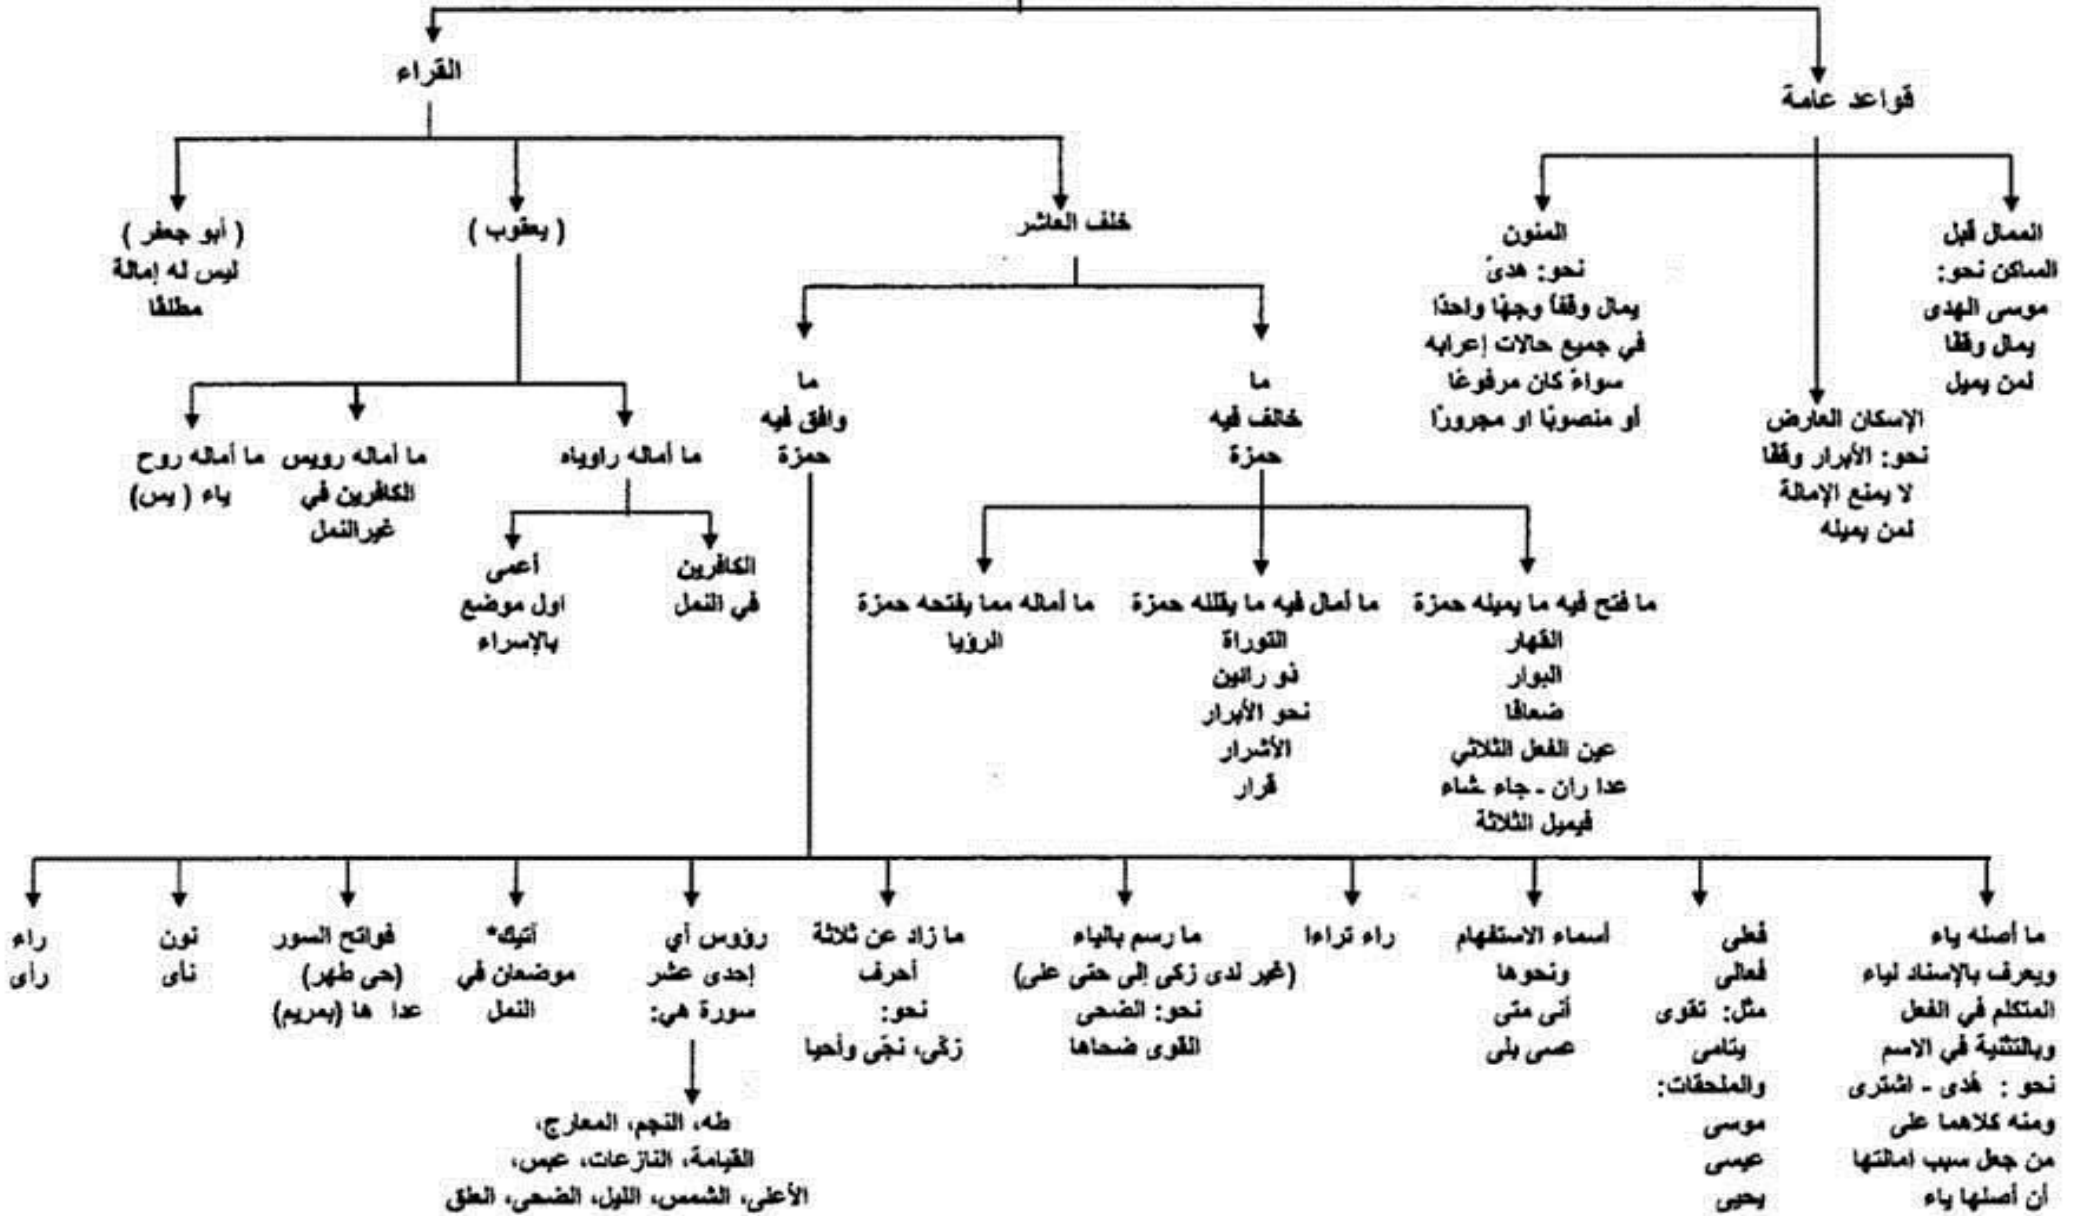 قواعد عامة
الممال قبل
الساكن نحو:
موسى الهدى
يمال وقفًا
لمن يميل
الإسكان العارض
نحو: الأبرار وقفًا
لا يمنع الإمالة
لمن يميله
المنون
نحو: هدىً
يمال وقفاً وجهًا واحدًا
في جميع حالات إعرابه
سواءً كان مرفوعًا
أو منصوبًا او مجرورًا
القراء
خلف العاشر
ما
خالف فيه
حمزة
ما فتح فيه ما يميله حمزة
القهار
البوار
ضعافًا
عين الفعل الثلاثي
عدا ران - جاء شاء
فيميل الثلاثة
ما أمال فيه ما يقلله حمزة
التوراة
ذو رائين
نحو الأبرار
الأشرار
قرار
ما أماله مما يفتحه حمزة
الرؤيا
ما
وافق فيه
حمزة
ما أصله ياء
ويعرف بالإسناد لياء
المتكلم في الفعل
وبالتثنية في الاسم
نحو : هُدى - اشترى
ومنه كلاهما على
من جعل سبب امالتها
أن أصلها ياء
فعلى
فعالى
مثل: تقوى
يتامى
والملحقات:
موسى
عيسى
يحيى
أسماء الاستفهام
ونحوها
أنى متى
عسى بلى
راء تراءا
ما رسم بالياء
(غير لدى زكى إلى حتى على)
نحو: الضحى
القوى ضحاها
ما زاد عن ثلاثة
أحرف
نحو:
زكّى، نجّى وأحيا
رؤوس أي
إحدى عشر
سورة هي:
طه، النجم، المعارج،
القيامة، النازعات، عبس،
الأعلى، الشمس، الليل، الضحى، العلق
آتيك*
موضعان في
النمل
فواتح السور
(حى طهر)
عدا ها (بمريم)
نون
نأى
راء
رأى
( يعقوب )
ما أماله راوياه
الكافرين
في النمل
أعمى
اول موضع
بالإسراء
ما أماله رويس
الكافرين في
غيرالنمل
ما أماله روح
ياء ( يس)
( أبو جعفر )
ليس له إمالة
مطلقًا